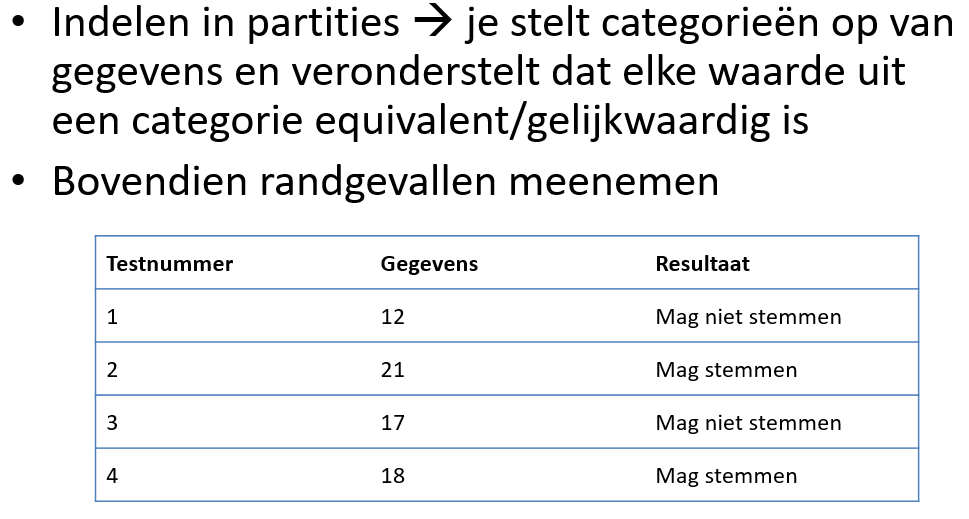 • Indelen in partities → je stelt categorieën op van
gegevens en veronderstelt dat elke waarde uit
een categorie equivalent/gelijkwaardig is
• Bovendien randgevallen meenemen
Testnummer Gegevens Resultaat
1 12 Mag niet stemmen
2 21 Mag stemmen
3 17 Mag niet stemmen
4 18 Mag stemmen